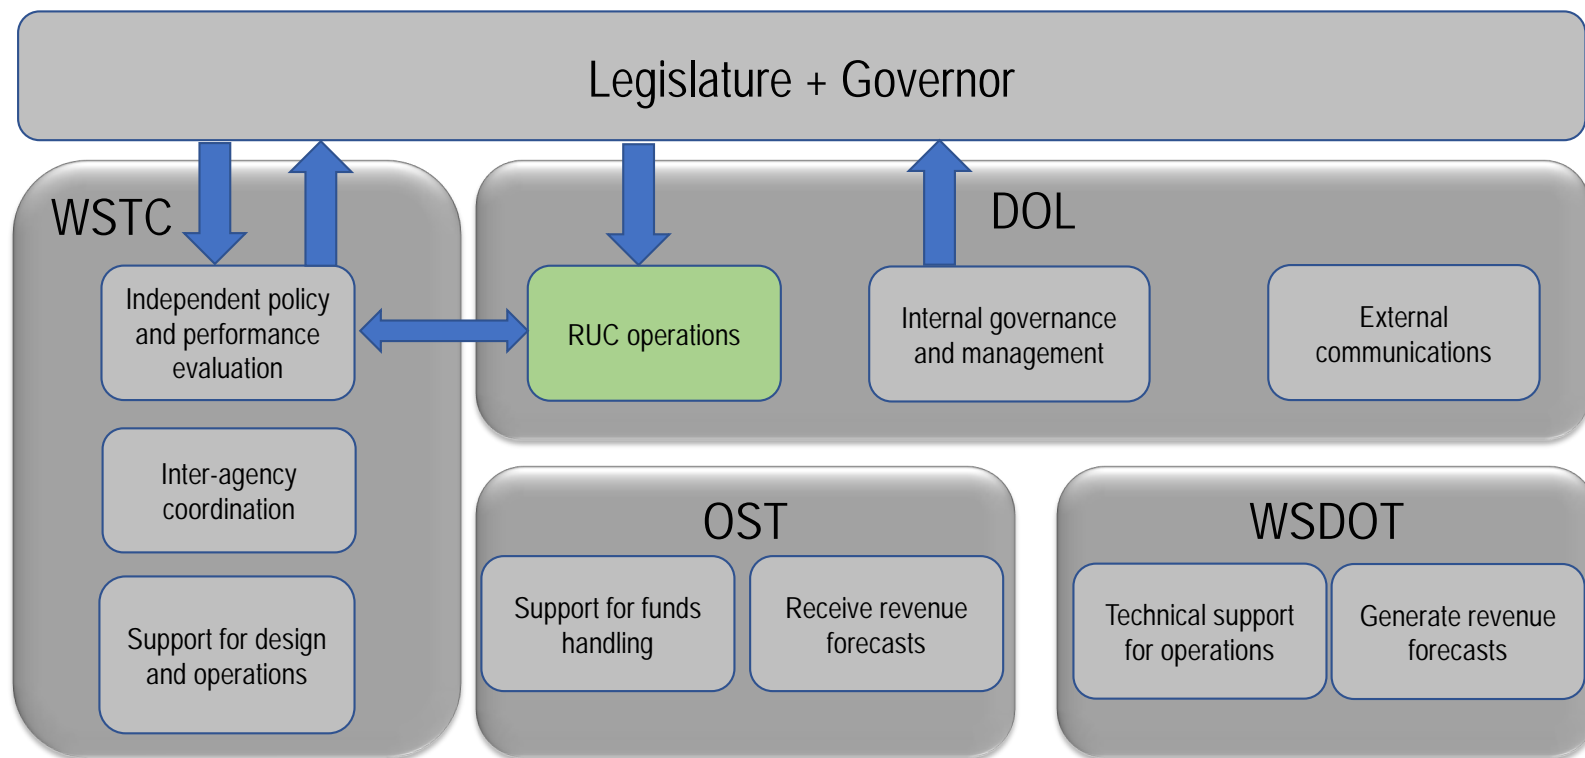 Legislature + Governor
WSTC
Independent policy
and performance
evaluation
Inter-agency
coordination
Support for design
and operations
DOL
RUC operations
Internal governance
and management
External
communications
OST
Support for funds
handling
Receive revenue
forecasts
WSDOT
Technical support
for operations
Generate revenue
forecasts